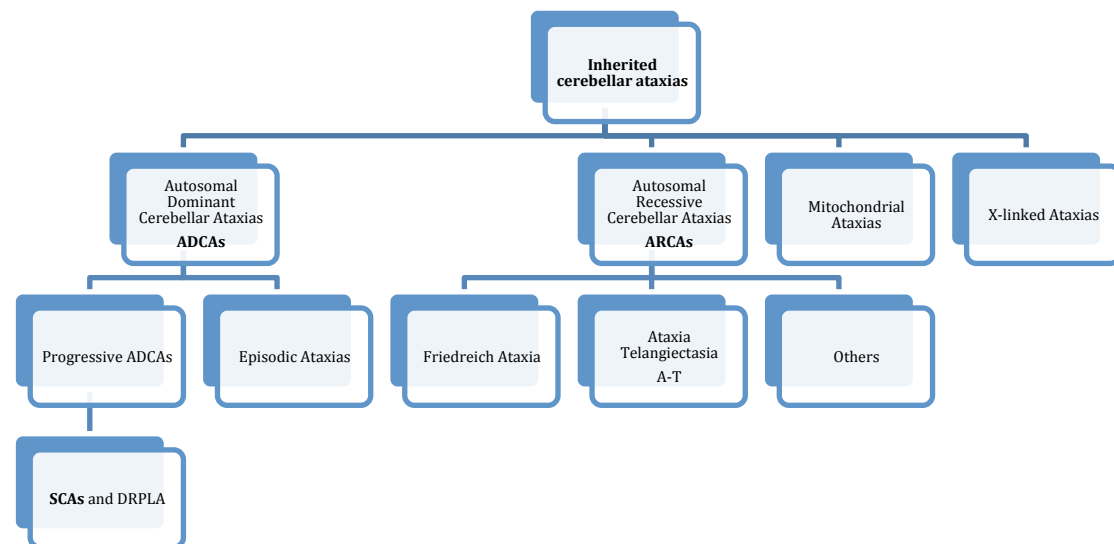 Inherited
cerebellar ataxias
Autosomal
Dominant
Cerebellar Ataxias
ADCAs
Autosomal
Recessive
Cerebellar Ataxias
ARCAs
Mitochondrial
Ataxias
X-linked Ataxias
Progressive ADCAs
Episodic Ataxias
Friedreich Ataxia
Ataxia
Telangiectasia
A-T
Others
SCAs and DRPLA